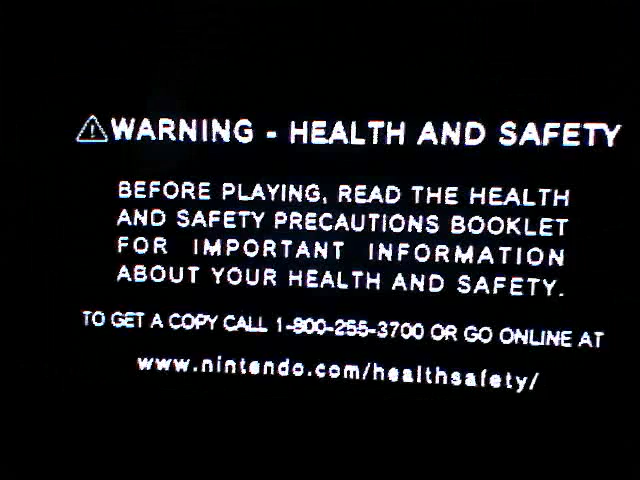 ⚠WARNING - HEALTH AND SAFETY
BEFORE PLAYING, READ THE HEALTH
AND SAFETY PRECAUTIONS BOOKLET
FOR IMPORTANT INFORMATION
ABOUT YOUR HEALTH AND SAFETY.
TO GET A COPY CALL 1-800-255-3700 OR GO ONLINE AT
www.nintendo.com/healthsafety/